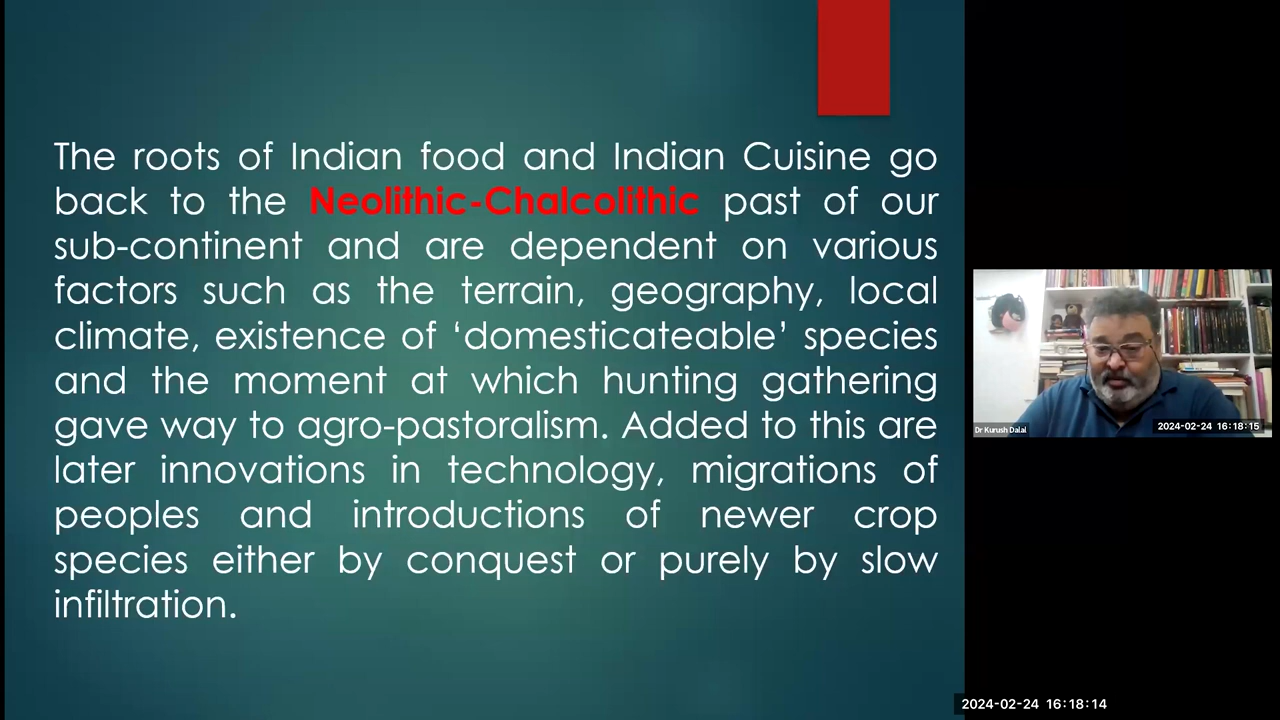 The roots of Indian food and Indian Cuisine go
back to the Neolithic-Chalcolithic past of our
sub-continent and are dependent on various
factors such as the terrain, geography, local
climate, existence of ‘domesticateable’ species
and the moment at which hunting gathering
gave way to agro-pastoralism. Added to this are
later innovations in technology, migrations of
peoples and introductions of newer crop
species either by conquest or purely by slow
infiltration.
Dr Kurush Dalal
2024-02-24 16:18:15
2024-02-24 16:18:14